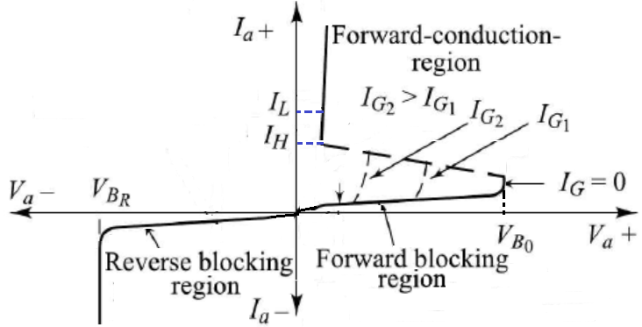 I_a+
Forward-conduction-
region
I_L
I_G2 > I_G1
I_G2
I_G1
I_H
V_a−
V_BR
I_G = 0
Reverse blocking
region
Forward blocking
region
V_B0
V_a +
I_a−